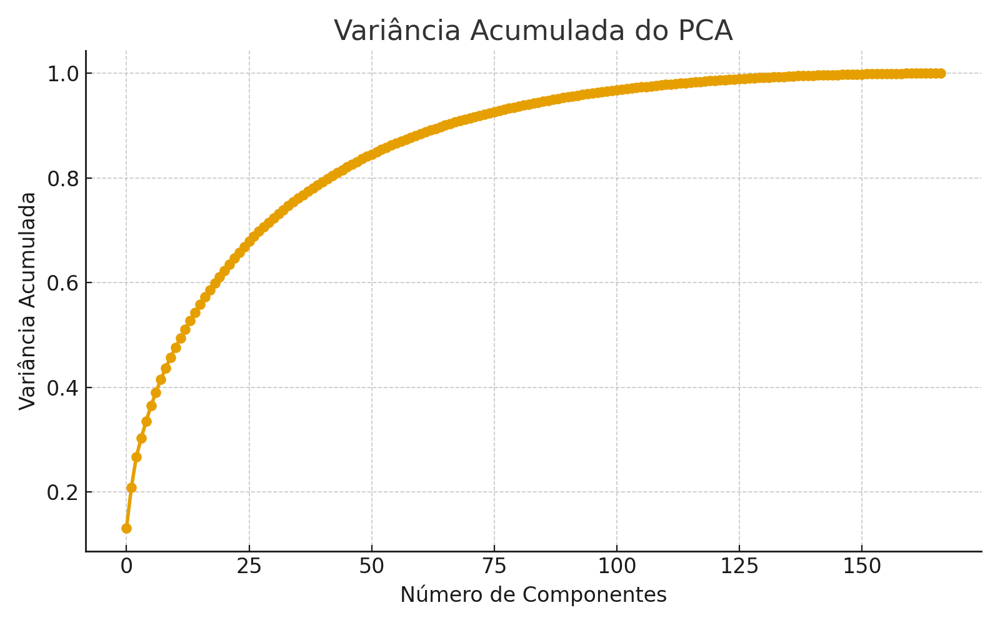 Variância Acumulada do PCA
Variância Acumulada
1.0
0.8
0.6
0.4
0.2
0 25 50 75 100 125 150
Número de Componentes